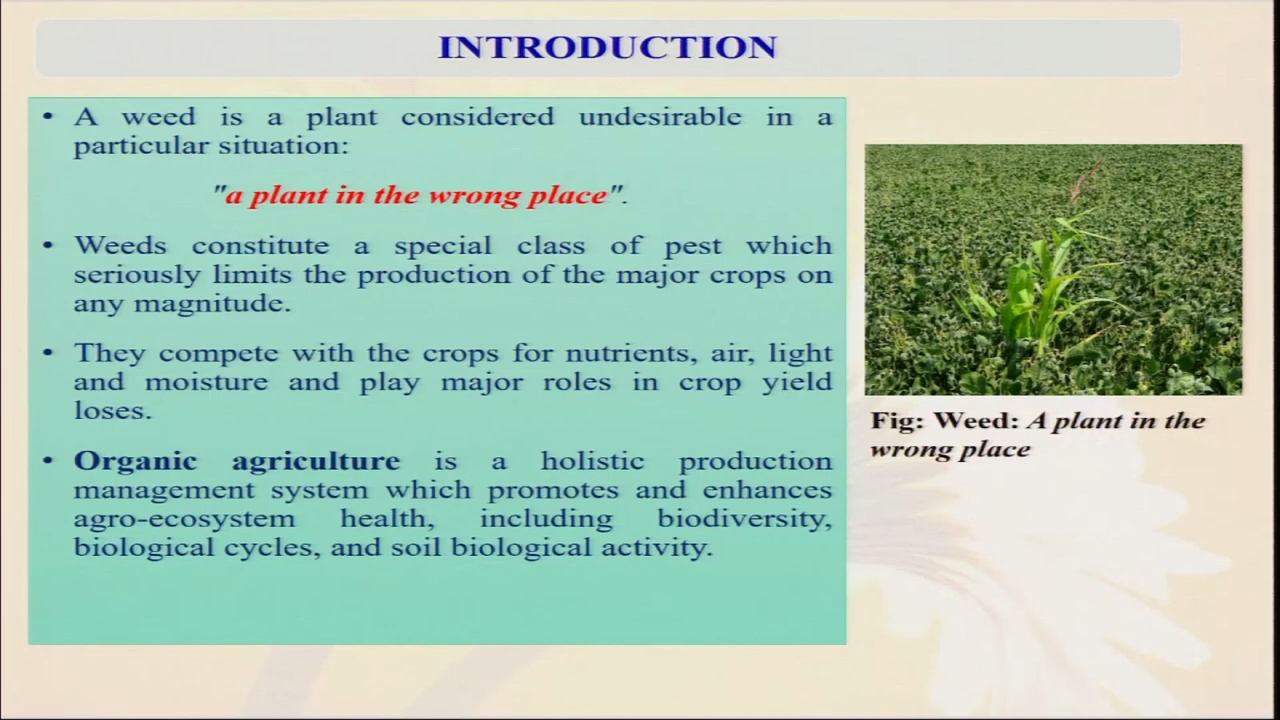 INTRODUCTION
• A weed is a plant considered undesirable in a
particular situation:
"a plant in the wrong place".
• Weeds constitute a special class of pest which
seriously limits the production of the major crops on
any magnitude.
• They compete with the crops for nutrients, air, light
and moisture and play major roles in crop yield
loses.
• Organic agriculture is a holistic production
management system which promotes and enhances
agro-ecosystem health, including biodiversity,
biological cycles, and soil biological activity.
Fig: Weed: A plant in the
wrong place